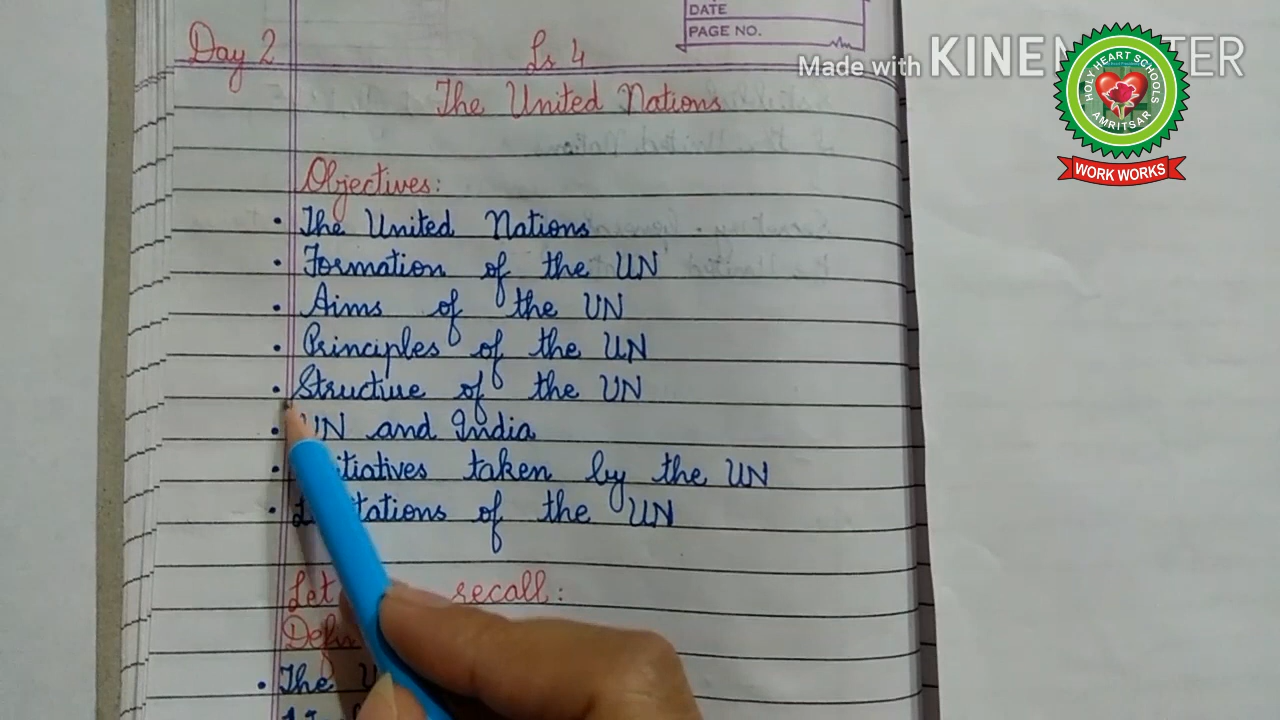 DATE
PAGE NO.
Day 2
Ls 4
Made with KINEMASTER
HOLY HEART SCHOOLS
AMRITSAR
WORK WORKS
The United Nations
Objectives:
• The United Nations
• Formation of the UN
• Aims of the UN
• Principles of the UN
• Structure of the UN
• UN and India
• itiatives taken by the UN
• L tations of the UN
Let recall:
Defin
• The U